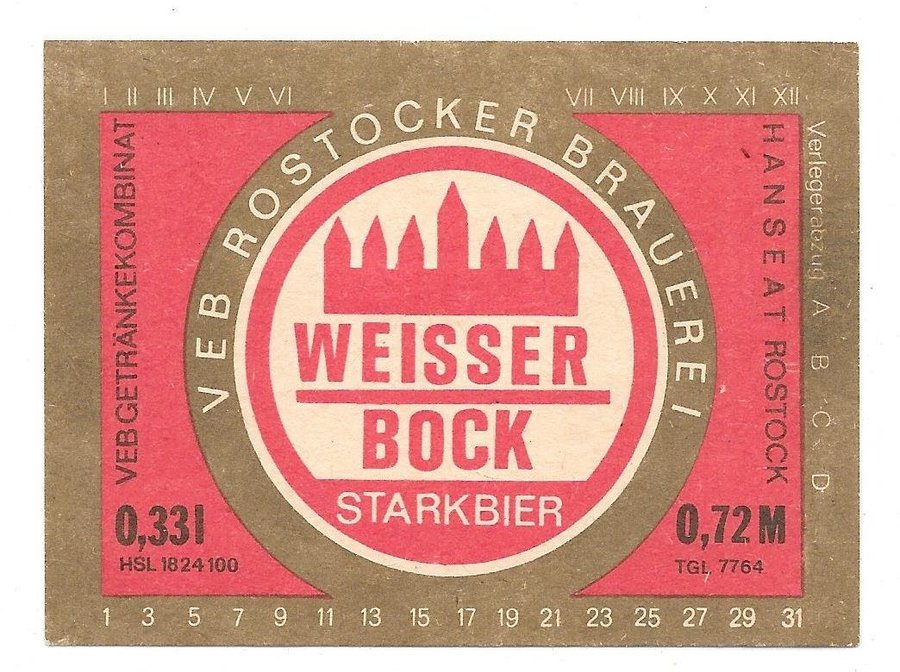 I II III IV V VI VII VIII IX X XI XII
VEB ROSTOCKER BRAUEREI
VEB GETRÄNKEKOMBINAT
HANSEAT ROSTOCK
Verlegerabzug A B C D
WEISSER
BOCK
STARKBIER
0,33 l
HSL 1824100
0,72 M
TGL 7764
1 3 5 7 9 11 13 15 17 19 21 23 25 27 29 31